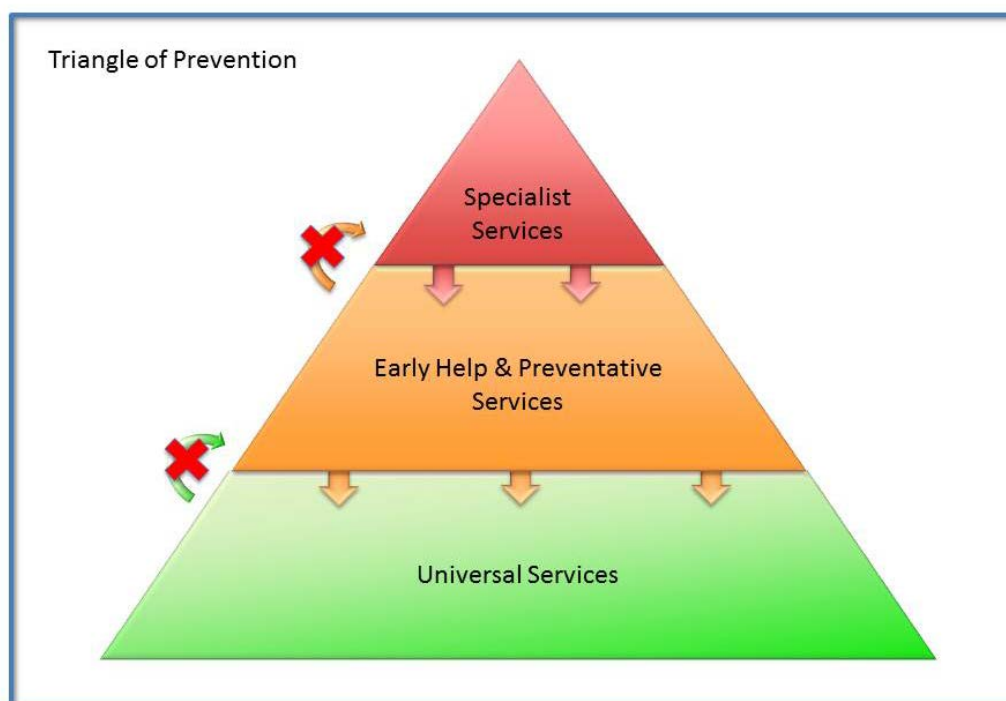 Triangle of Prevention
Specialist
Services
Early Help & Preventative
Services
Universal Services